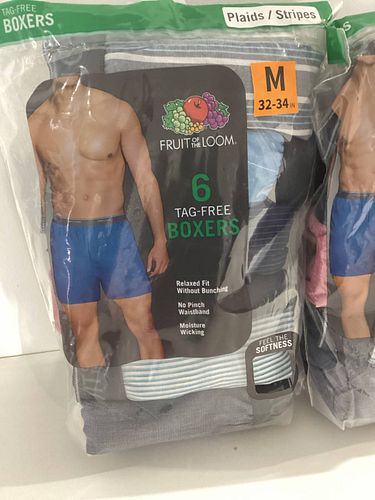 TAG-FREE
BOXERS
Plaids / Stripes
M
32-34 IN
FRUIT OF THE LOOM
6
TAG-FREE
BOXERS
Relaxed Fit
Without Bunching
No Pinch
Waistband
Moisture
Wicking
FEEL THE
SOFTNESS
S